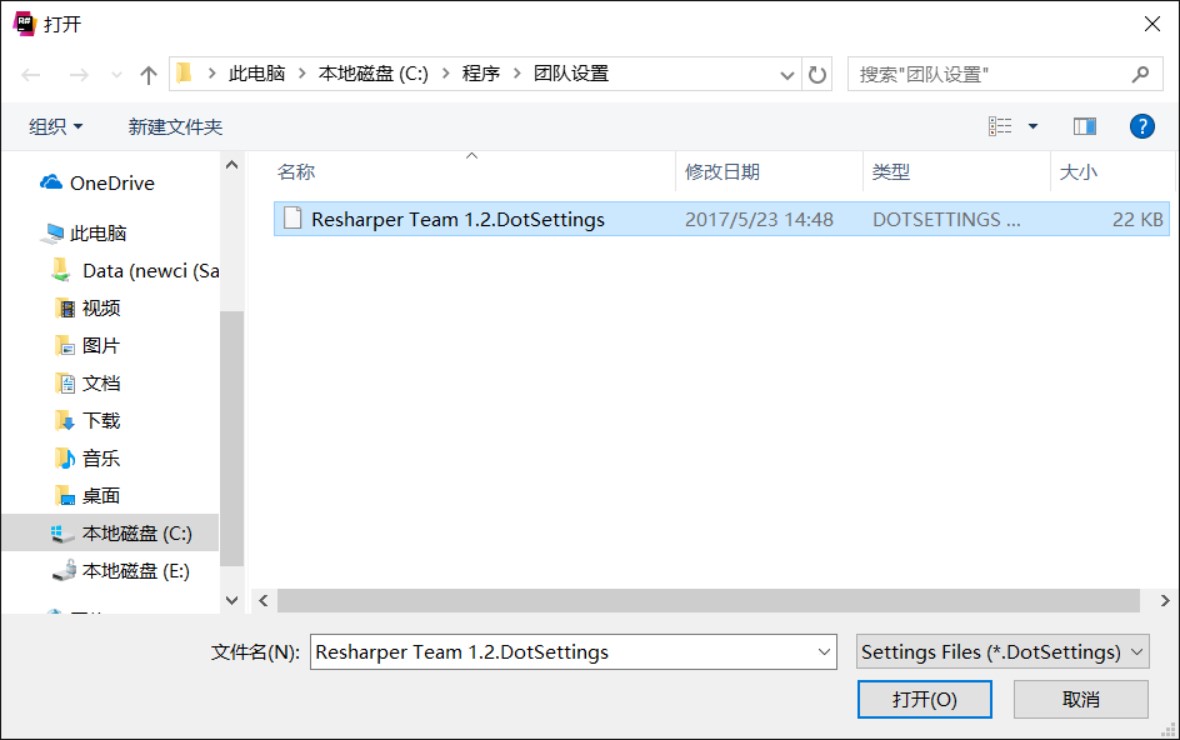 打开
此电脑 > 本地磁盘 (C:) > 程序 > 团队设置
搜索"团队设置"
组织
新建文件夹
名称 修改日期 类型 大小
Resharper Team 1.2.DotSettings 2017/5/23 14:48 DOTSETTINGS ... 22 KB
OneDrive
此电脑
Data (newci (Sa
视频
图片
文档
下载
音乐
桌面
本地磁盘 (C:)
本地磁盘 (E:)
文件名(N): Resharper Team 1.2.DotSettings Settings Files (*.DotSettings)
打开(O) 取消